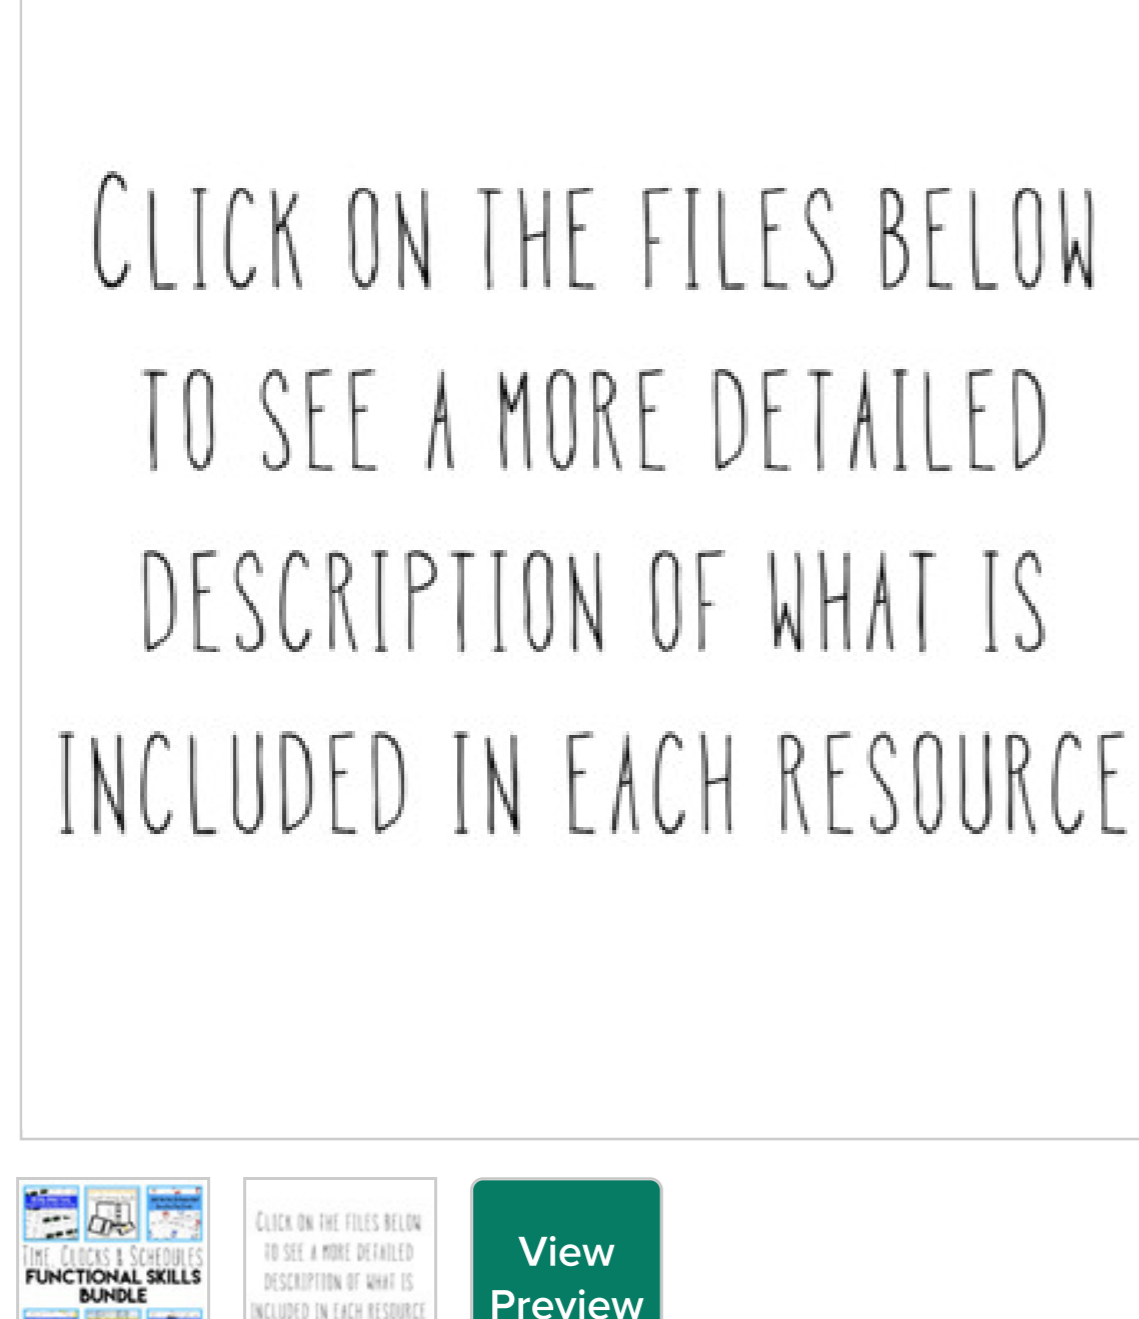 CLICK ON THE FILES BELOW
TO SEE A MORE DETAILED
DESCRIPTION OF WHAT IS
INCLUDED IN EACH RESOURCE
TIME, CLOCKS & SCHEDULES
FUNCTIONAL SKILLS
BUNDLE
CLICK ON THE FILES BELOW
TO SEE A MORE DETAILED
DESCRIPTION OF WHAT IS
INCLUDED IN EACH RESOURCE
View
Preview